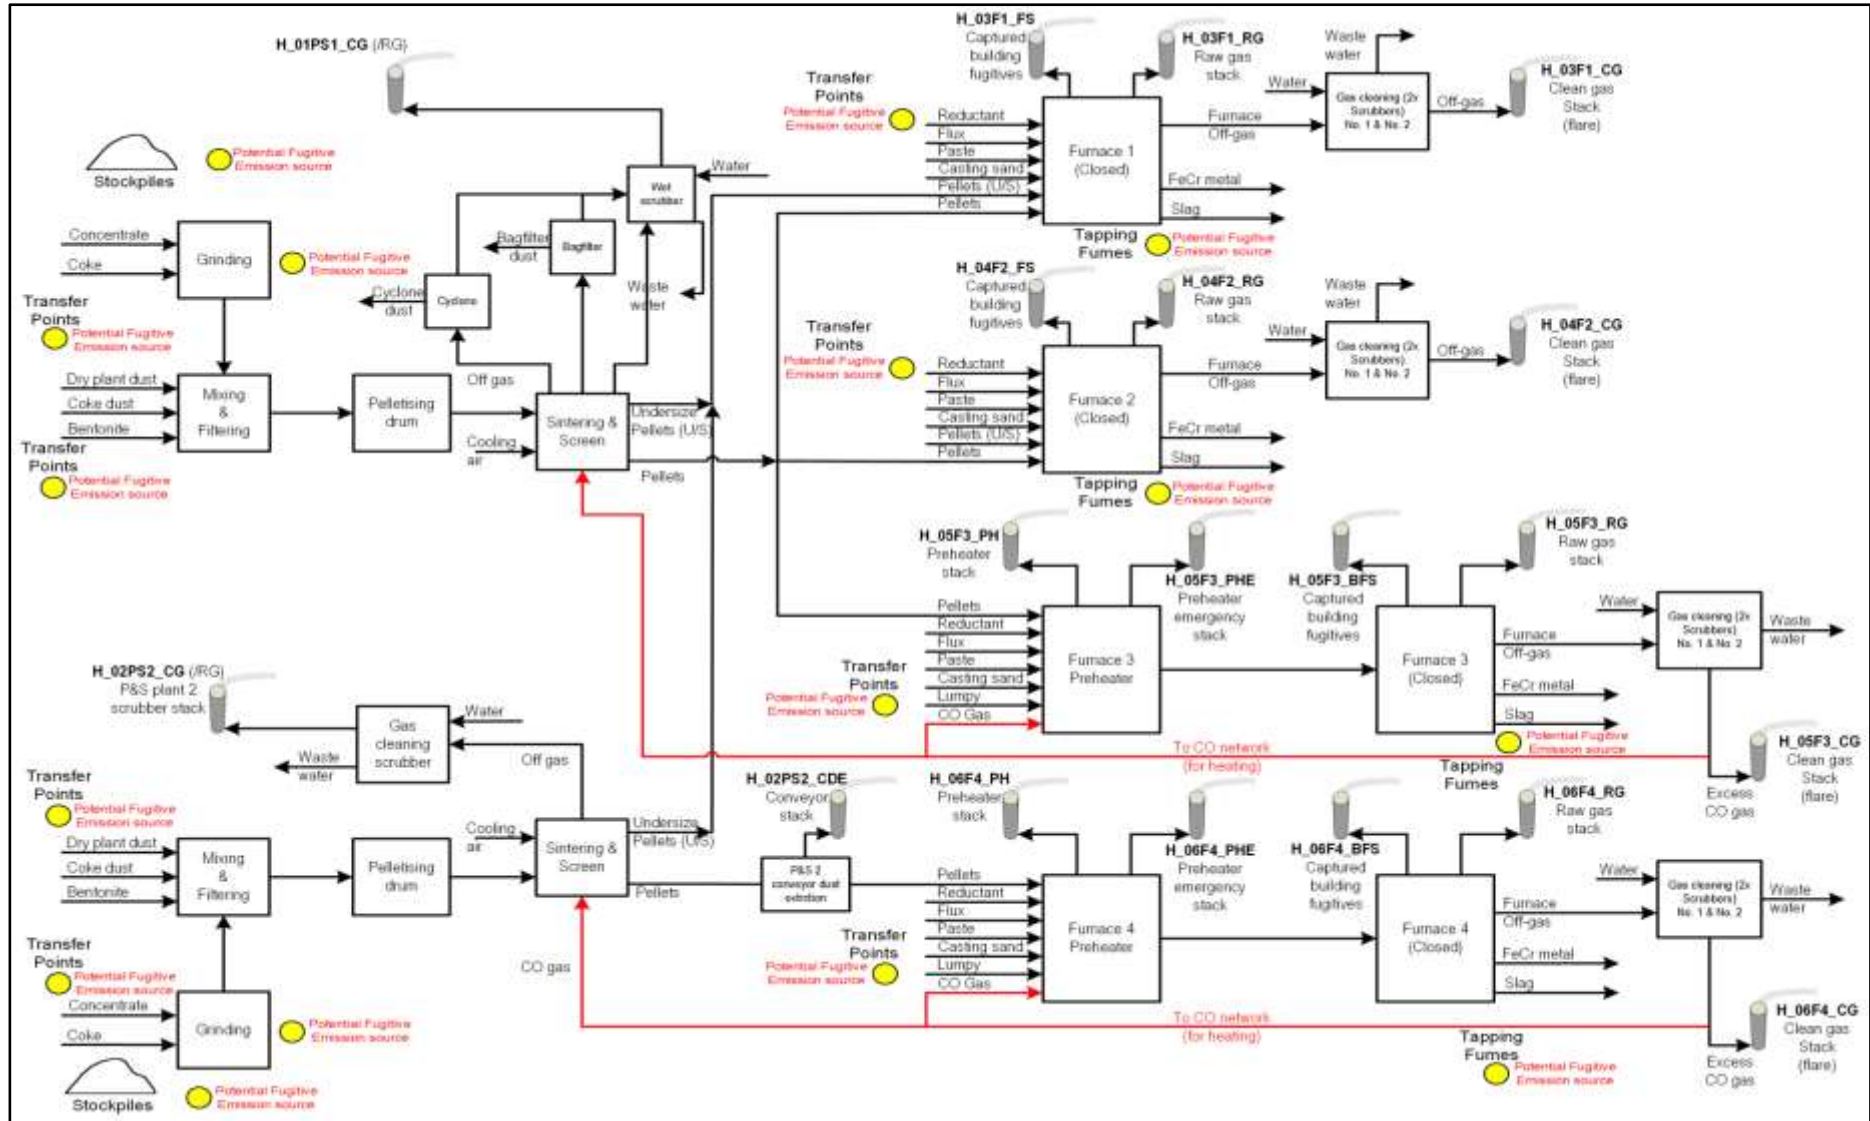 H_01PS1_CG (/RG)
Stockpiles
Potential Fugitive
Emission source
Concentrate
Coke
Grinding
Potential Fugitive
Emission source
Transfer
Points
Potential Fugitive
Emission source
Dry plant dust
Coke dust
Bentonite
Mixing
&
Filtering
Transfer
Points
Potential Fugitive
Emission source
Pelletising
drum
Off gas
Cooling
air
Sintering &
Screen
Cyclone
Cyclone
dust
Bagfilter
Bagfilter
dust
Wet
scrubber
Water
Waste
water
Undersize
Pellets (U/S)
Pellets
Transfer
Points
Potential Fugitive
Emission source
H_03F1_FS
Captured
building
fugitives
H_03F1_RG
Raw gas
stack
Reductant
Flux
Paste
Casting sand
Pellets (U/S)
Pellets
Furnace 1
(Closed)
Furnace
Off-gas
FeCr metal
Slag
Tapping
Fumes
Potential Fugitive
Emission source
Water
Waste
water
Gas cleaning (2x
Scrubbers)
No. 1 & No. 2
Off-gas
H_03F1_CG
Clean gas
Stack
(flare)
Transfer
Points
Potential Fugitive
Emission source
H_04F2_FS
Captured
building
fugitives
H_04F2_RG
Raw gas
stack
Reductant
Flux
Paste
Casting sand
Pellets (U/S)
Pellets
Furnace 2
(Closed)
Furnace
Off-gas
FeCr metal
Slag
Tapping
Fumes
Potential Fugitive
Emission source
Water
Waste
water
Gas cleaning (2x
Scrubbers)
No. 1 & No. 2
Off-gas
H_04F2_CG
Clean gas
Stack
(flare)
H_05F3_PH
Preheater
stack
H_05F3_PHE
Preheater
emergency
stack
H_05F3_BFS
Captured
building
fugitives
H_05F3_RG
Raw gas
stack
Transfer
Points
Potential Fugitive
Emission source
Pellets
Reductant
Flux
Paste
Casting sand
Lumpy
CO Gas
Furnace 3
Preheater
Furnace 3
(Closed)
Furnace
Off-gas
FeCr metal
Slag
Potential Fugitive
Emission source
Tapping
Fumes
Water
Gas cleaning (2x
Scrubbers)
No. 1 & No. 2
Waste
water
To CO network
(for heating)
Excess
CO gas
H_05F3_CG
Clean gas
Stack
(flare)
H_02PS2_CG (/RG)
P&S plant 2
scrubber stack
Gas
cleaning
scrubber
Water
Waste
water
Off gas
Transfer
Points
Potential Fugitive
Emission source
Dry plant dust
Coke dust
Bentonite
Mixing
&
Filtering
Pelletising
drum
Cooling
air
Sintering &
Screen
Undersize
Pellets (U/S)
Pellets
CO gas
Transfer
Points
Potential Fugitive
Emission source
Concentrate
Coke
Grinding
Potential Fugitive
Emission source
Stockpiles
Potential Fugitive
Emission source
H_02PS2_CDE
Conveyor
stack
P&S 2
conveyor dust
extrction
H_06F4_PH
Preheater
stack
H_06F4_PHE
Preheater
emergency
stack
H_06F4_BFS
Captured
building
fugitives
H_06F4_RG
Raw gas
stack
Transfer
Points
Potential Fugitive
Emission source
Pellets
Reductant
Flux
Paste
Casting sand
Lumpy
CO Gas
Furnace 4
Preheater
Furnace 4
(Closed)
Furnace
Off-gas
FeCr metal
Slag
Tapping
Fumes
Potential Fugitive
Emission source
Water
Gas cleaning (2x
Scrubbers)
No. 1 & No. 2
Waste
water
To CO network
(for heating)
Excess
CO gas
H_06F4_CG
Clean gas
Stack
(flare)